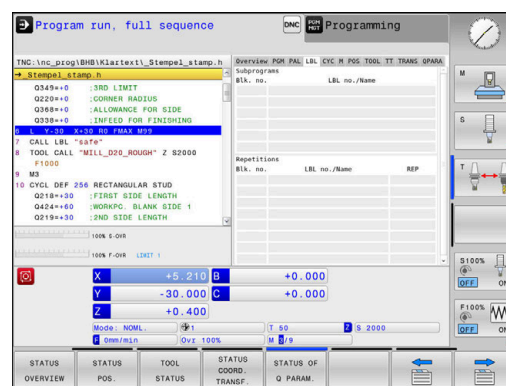 Program run, full sequence
DNC
PGM MGT
Programming
TNC:\nc_prog\BHB\Klartext\_Stempel_stamp.h
→_Stempel_stamp.h
Q349=+0 ;3RD LIMIT
Q220=+0 ;CORNER RADIUS
Q368=+0 ;ALLOWANCE FOR SIDE
Q338=+0 ;INFEED FOR FINISHING
6 L Y-30 X+30 R0 FMAX M99
7 CALL LBL "safe"
8 TOOL CALL "MILL_D20_ROUGH" Z S2000
F1000
9 M3
10 CYCL DEF 256 RECTANGULAR STUD
Q218=+30 ;FIRST SIDE LENGTH
Q424=+60 ;WORKPC. BLANK SIDE 1
Q219=+30 ;2ND SIDE LENGTH
Overview PGM PAL LBL CYC M POS TOOL TT TRANS QPARA
Subprograms
Blk. no. LBL no./Name
Repetitions
Blk. no. LBL no./Name REP
100% S-OVR
100% F-OVR LIMIT 1
X +5.210 B +0.000
Y -30.000 C +0.000
Z +0.400
Mode: NOML. 1 T 50 Z S 2000
F 0mm/min Ovr 100% M 3/9
STATUS OVERVIEW
STATUS POS.
TOOL STATUS
STATUS COORD. TRANSF.
STATUS OF Q PARAM.
M
S
T
S100%
OFF ON
F100%
OFF ON